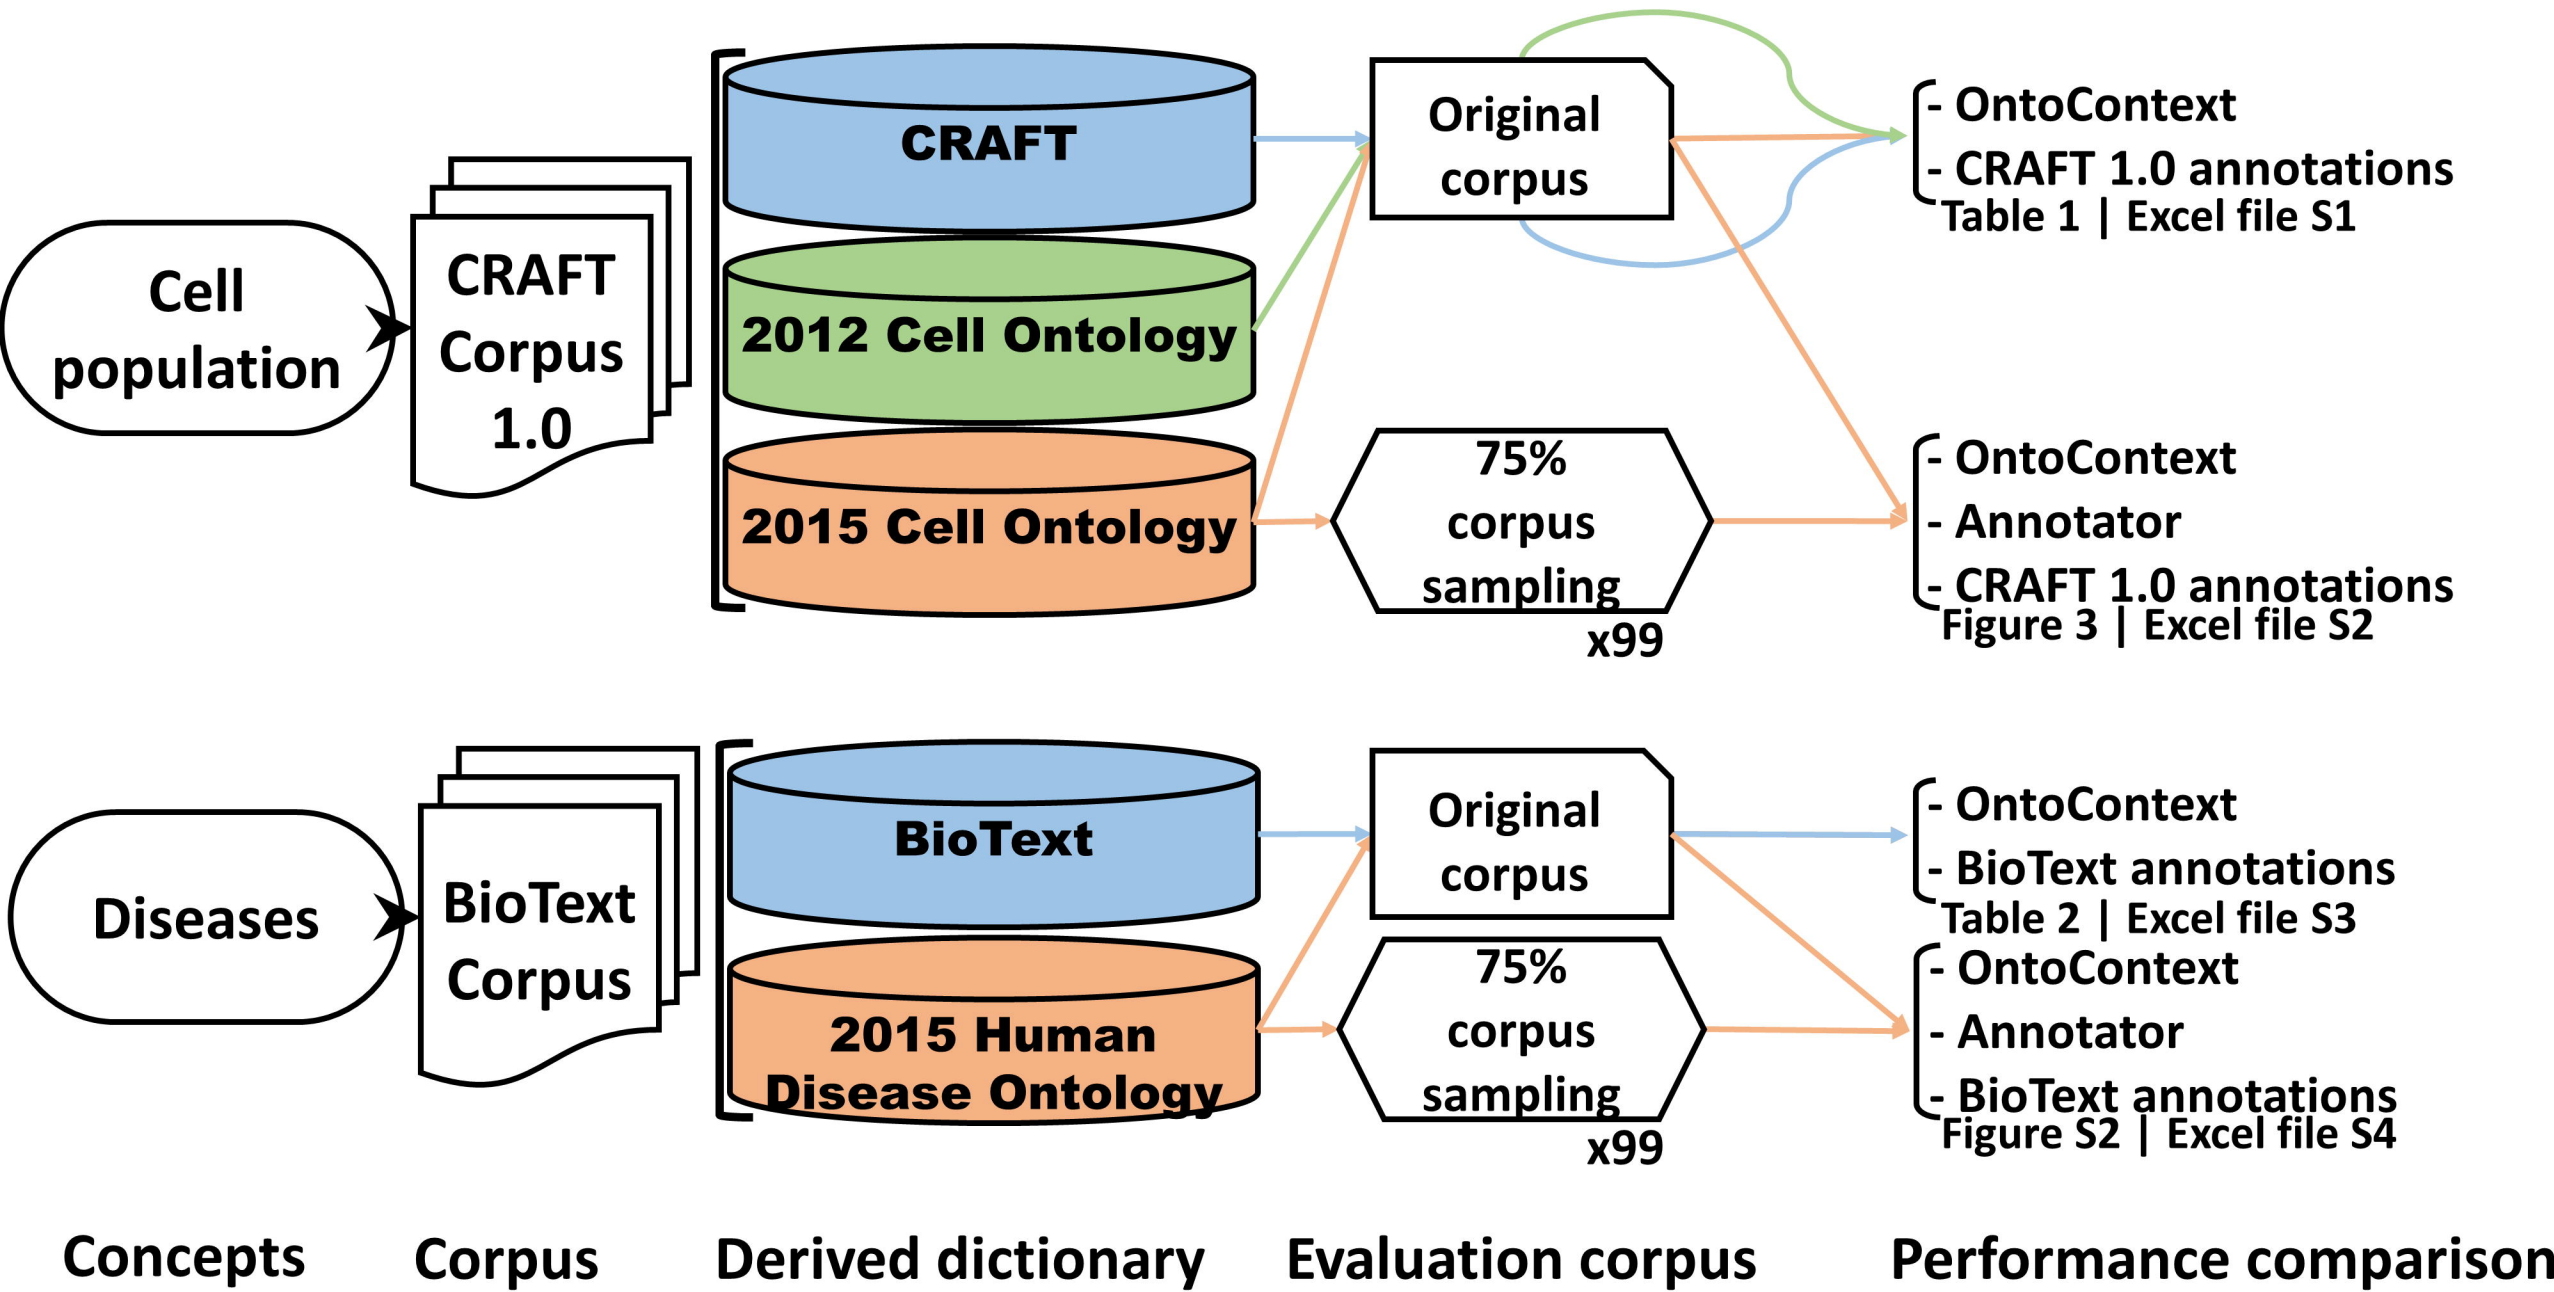 Cell
population
CRAFT
Corpus
1.0
CRAFT
2012 Cell Ontology
2015 Cell Ontology
Original
corpus
75%
corpus
sampling
x99
- OntoContext
- CRAFT 1.0 annotations
Table 1 | Excel file S1
- OntoContext
- Annotator
- CRAFT 1.0 annotations
Figure 3 | Excel file S2
Diseases
BioText
Corpus
BioText
2015 Human
Disease Ontology
Original
corpus
75%
corpus
sampling
x99
- OntoContext
- BioText annotations
Table 2 | Excel file S3
- OntoContext
- Annotator
- BioText annotations
Figure S2 | Excel file S4
Concepts
Corpus
Derived dictionary
Evaluation corpus
Performance comparison